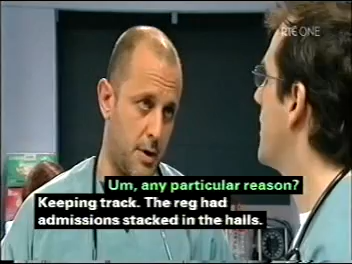 RTÉ ONE
Um, any particular reason?
Keeping track. The reg had
admissions stacked in the halls.